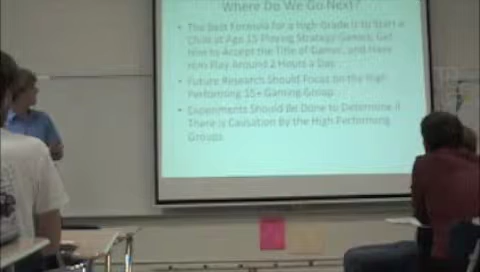 Where Do We Go Next?
• The Best Formula for a High Grade is to Start a
Child at Age 15 Playing Strategy Games, Get
Him to Accept the Title of Gamer, and Have
Him Play Around 2 Hours a Day.
• Future Research Should Focus on the High
Performing 15+ Gaming Group
• Experiments Should Be Done to Determine if
There is Causation By the High Performing
Groups.